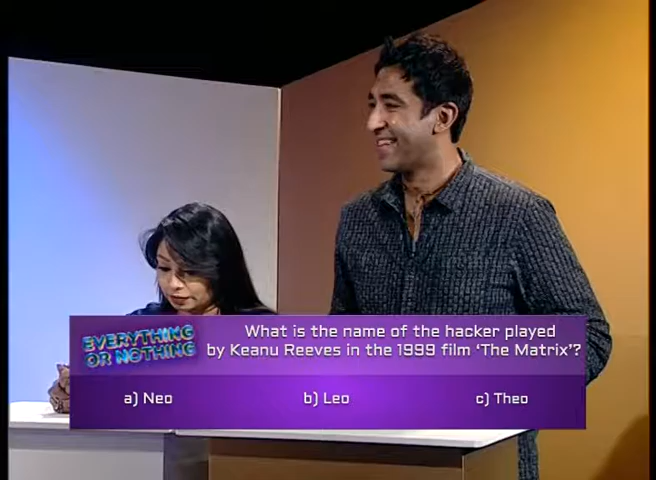 EVERYTHING
OR NOTHING
What is the name of the hacker played
by Keanu Reeves in the 1999 film ‘The Matrix’?
a) Neo
b) Leo
c) Theo